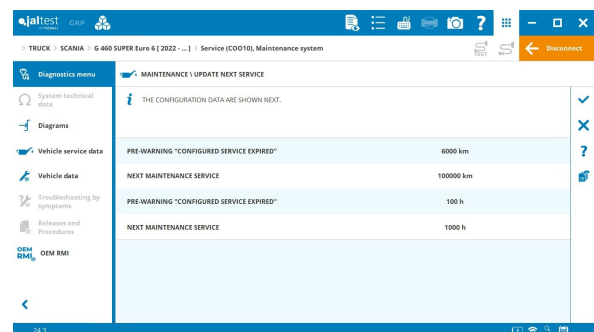 jaltest GRP
> TRUCK > SCANIA > G 460 SUPER Euro 6 [ 2022 - ... ] > Service (COO10), Maintenance system
TEST
Disconnect
Diagnostics menu
MAINTENANCE \ UPDATE NEXT SERVICE
System technical
data
i THE CONFIGURATION DATA ARE SHOWN NEXT.
Diagrams
Vehicle service data
PRE-WARNING "CONFIGURED SERVICE EXPIRED" 6000 km
Vehicle data
NEXT MAINTENANCE SERVICE 100000 km
Troubleshooting by
symptoms
PRE-WARNING "CONFIGURED SERVICE EXPIRED" 100 h
Releases and
Procedures
NEXT MAINTENANCE SERVICE 1000 h
OEM
RMI
OEM RMI
24.3